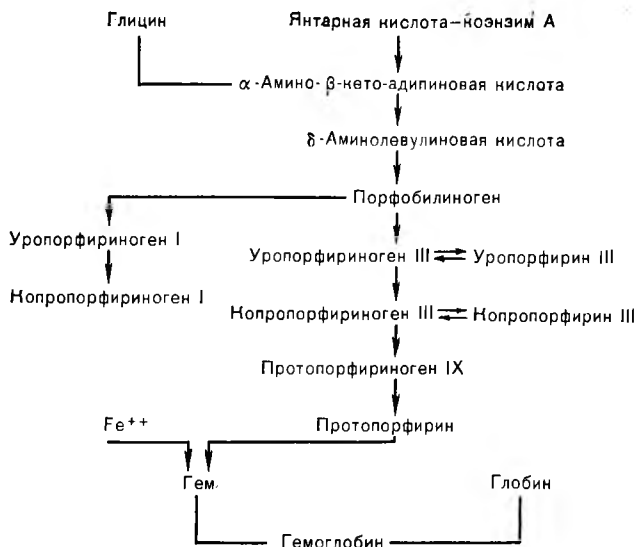 Глицин Янтарная кислота–коэнзим А
α-Амино-β-кето-адипиновая кислота
δ-Аминолевулиновая кислота
Порфобилиноген
Уропорфириноген I
Уропорфириноген III Уропорфирин III
Копропорфириноген I
Копропорфириноген III Копропорфирин III
Протопорфириноген IX
Fe++ Протопорфирин
Гем Глобин
Гемоглобин